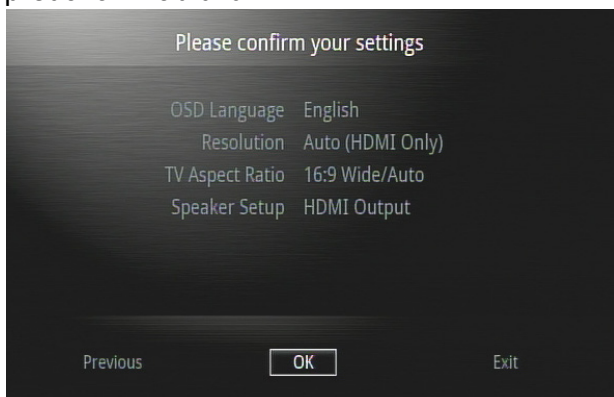 Please confirm your settings
OSD Language English
Resolution Auto (HDMI Only)
TV Aspect Ratio 16:9 Wide/Auto
Speaker Setup HDMI Output
Previous OK Exit